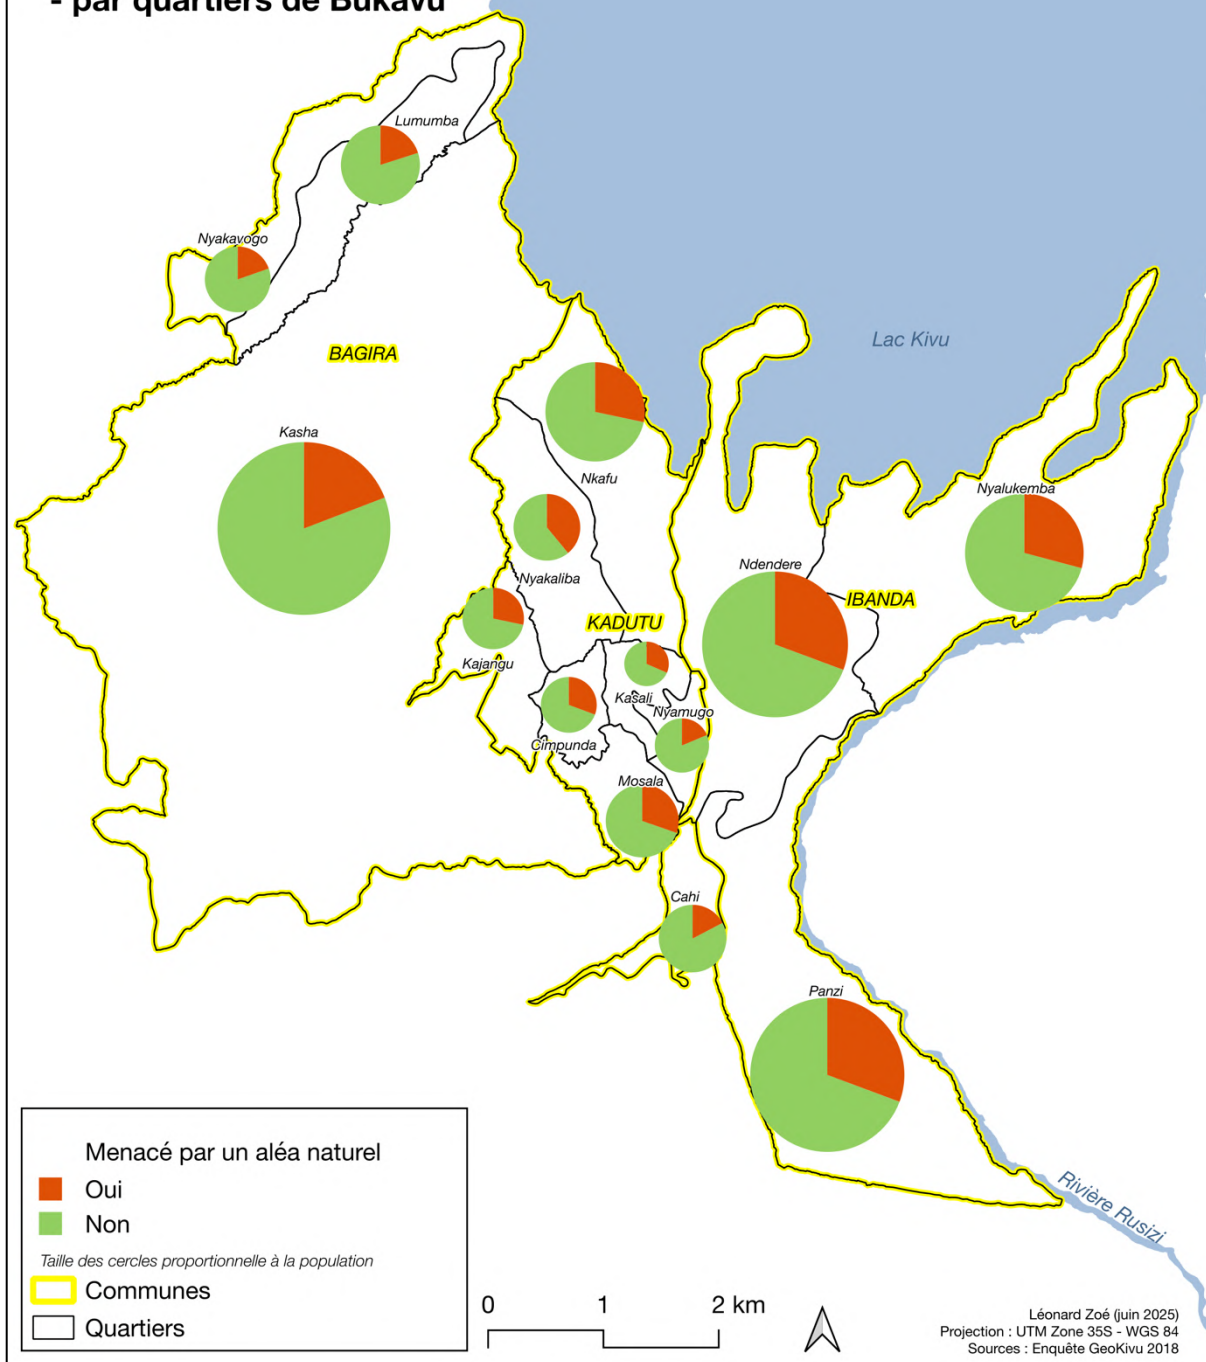 - par quartiers de Bukavu
Lumumba
Nyakavogo
BAGIRA
Lac Kivu
Kasha
Nkafu
Nyalukemba
Nyakaliba
Ndendere
IBANDA
KADUTU
Kajangu
Kasali
Nyamugo
Cimpunda
Mosala
Cahi
Panzi
Rivière Rusizi
Menacé par un aléa naturel
Oui
Non
Taille des cercles proportionnelle à la population
Communes
Quartiers
0 1 2 km
Léonard Zoé (juin 2025)
Projection : UTM Zone 35S - WGS 84
Sources : Enquête GeoKivu 2018